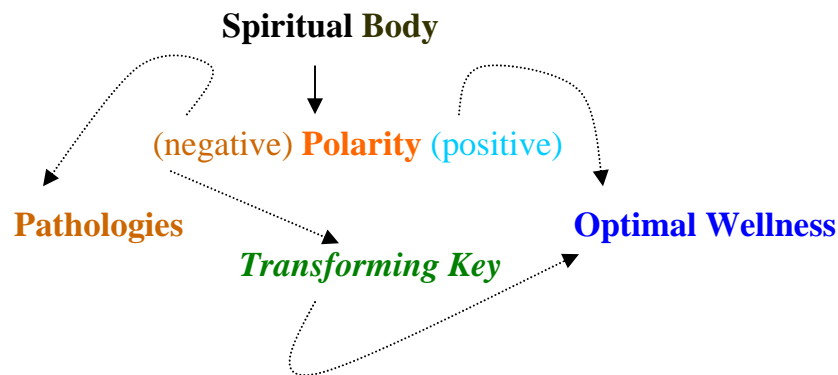 Spiritual Body
(negative) Polarity (positive)
Pathologies
Optimal Wellness
Transforming Key